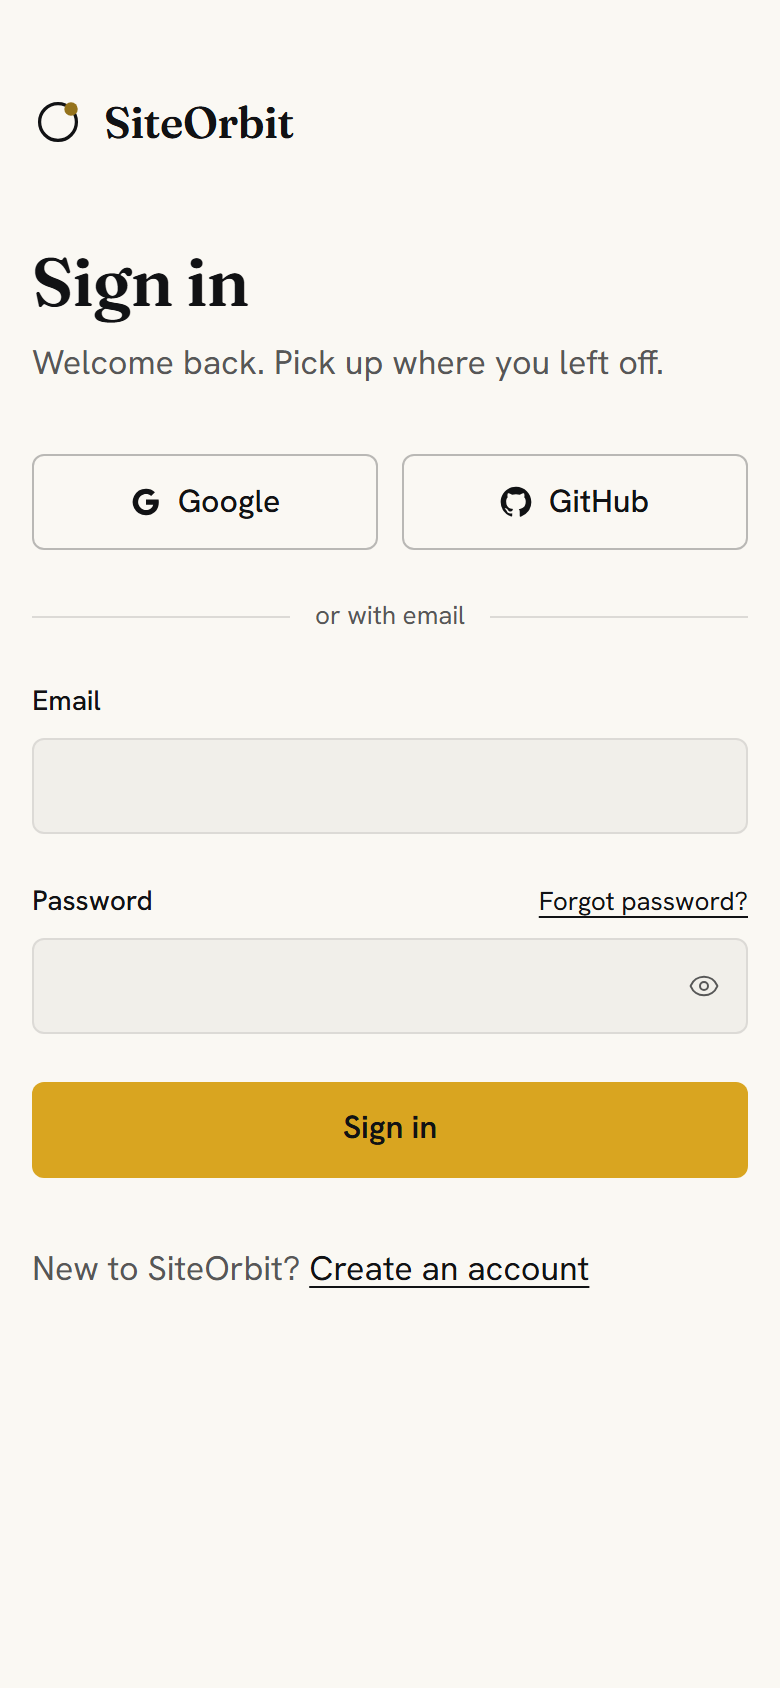 SiteOrbit
Sign in
Welcome back. Pick up where you left off.
Google
GitHub
or with email
Email
Password
Forgot password?
Sign in
New to SiteOrbit? Create an account